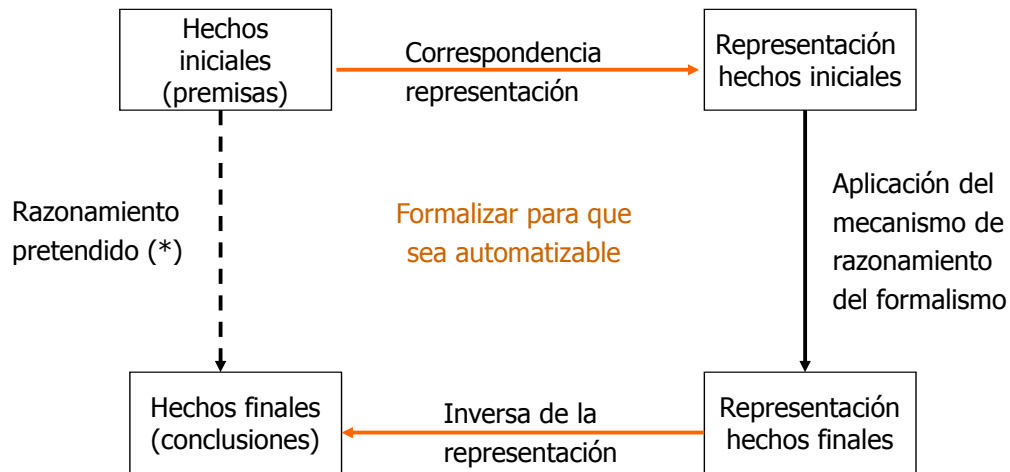 Hechos
iniciales
(premisas)
Correspondencia
representación
Representación
hechos iniciales
Razonamiento
pretendido (*)
Formalizar para que
sea automatizable
Aplicación del
mecanismo de
razonamiento
del formalismo
Hechos finales
(conclusiones)
Inversa de la
representación
Representación
hechos finales